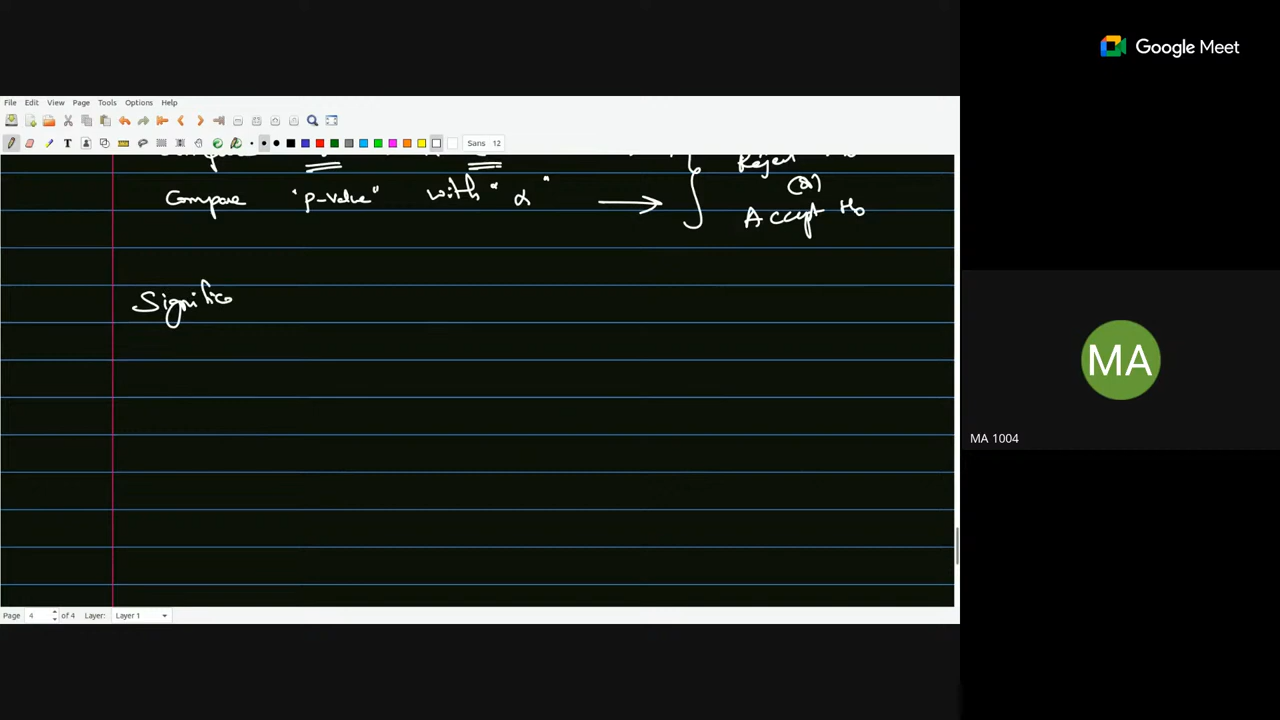 Google Meet
File Edit View Page Tools Options Help
Sans 12
Reject
Compare "p-value" with "α"
(or)
Accept H₀
Significa
MA
MA 1004
Page 4 of 4 Layer: Layer 1